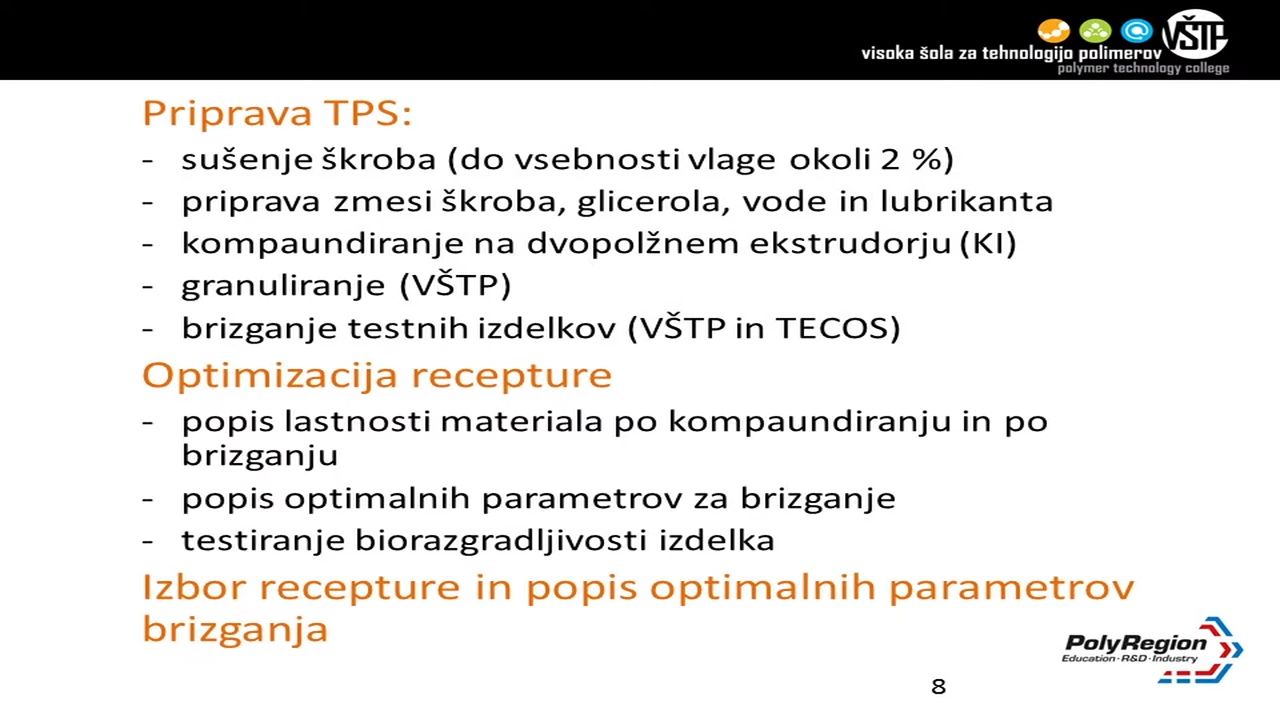 VŠTP
visoka šola za tehnologijo polimerov
polymer technology college
Priprava TPS:
- sušenje škroba (do vsebnosti vlage okoli 2 %)
- priprava zmesi škroba, glicerola, vode in lubrikanta
- kompaundiranje na dvopolžnem ekstrudorju (KI)
- granuliranje (VŠTP)
- brizganje testnih izdelkov (VŠTP in TECOS)
Optimizacija recepture
- popis lastnosti materiala po kompaundiranju in po
brizganju
- popis optimalnih parametrov za brizganje
- testiranje biorazgradljivosti izdelka
Izbor recepture in popis optimalnih parametrov
brizganja
PolyRegion
Education·R&D·Industry
8